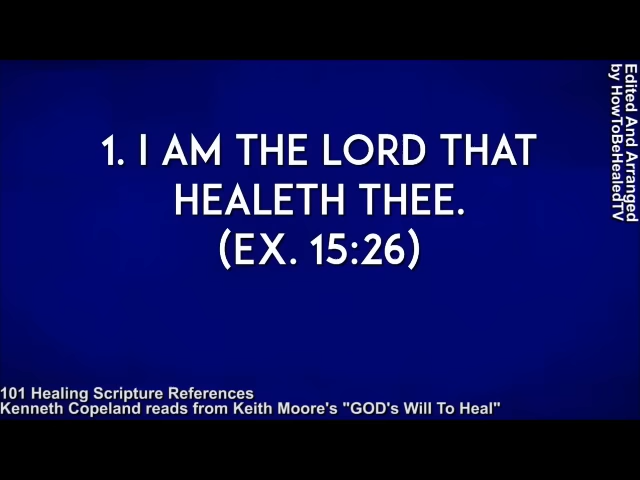 1. I AM THE LORD THAT
HEALETH THEE.
(EX. 15:26)
Edited And Arranged
by HowToBeHealedTV
101 Healing Scripture References
Kenneth Copeland reads from Keith Moore's "GOD's Will To Heal"